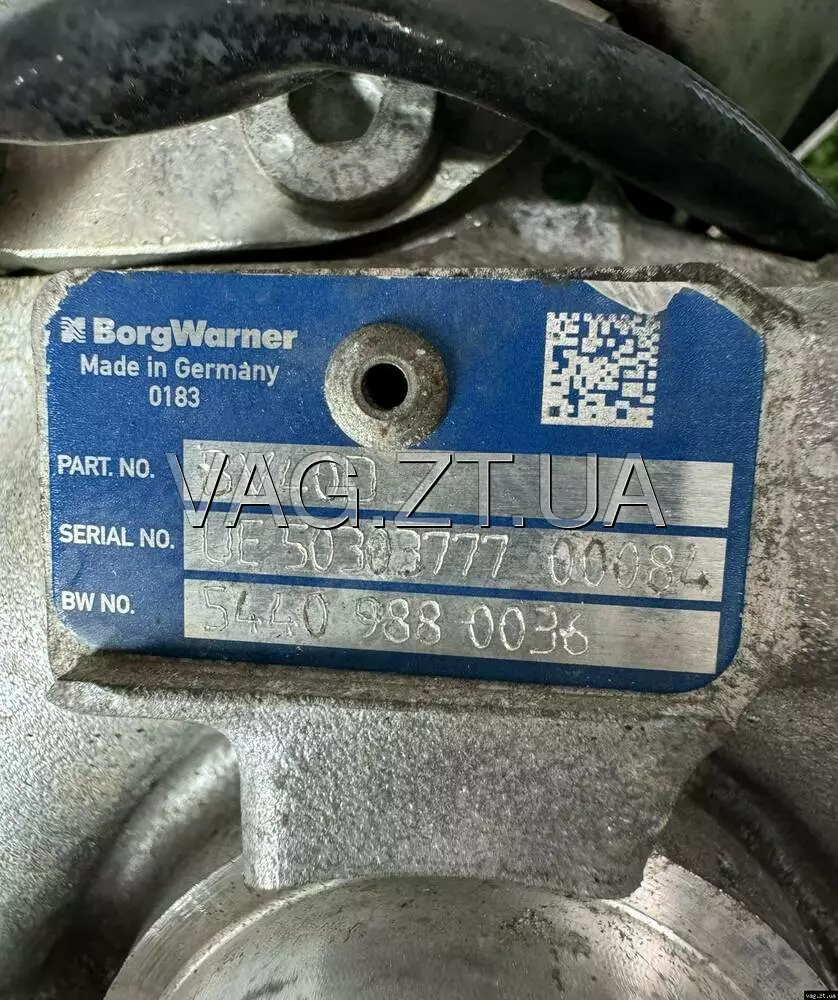 BorgWarner
Made in Germany
0183
PART. NO.
VAG.ZT.UA
SERIAL NO. UE 50303777 00084
BW NO. 5440 988 0036
vag.zt.ua